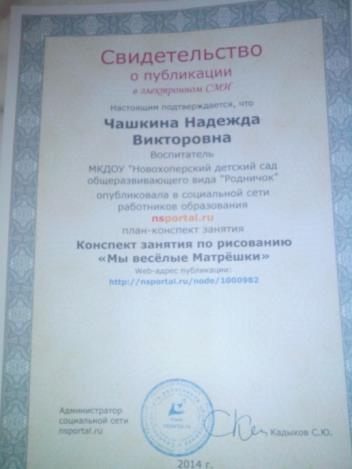 Свидетельство
о публикации
в электронном СМИ
Настоящим подтверждается, что
Чашкина Надежда
Викторовна
Воспитатель
МКДОУ "Новохоперский детский сад
общеразвивающего вида "Родничок"
опубликовала в социальной сети
работников образования
nsportal.ru
план-конспект занятия
Конспект занятия по рисованию
«Мы весёлые Матрёшки»
Web-адрес публикации:
http://nsportal.ru/node/1000982
Администратор
социальной сети
nsportal.ru
nsportal.ru
Кадыков С.Ю.
2014 г.